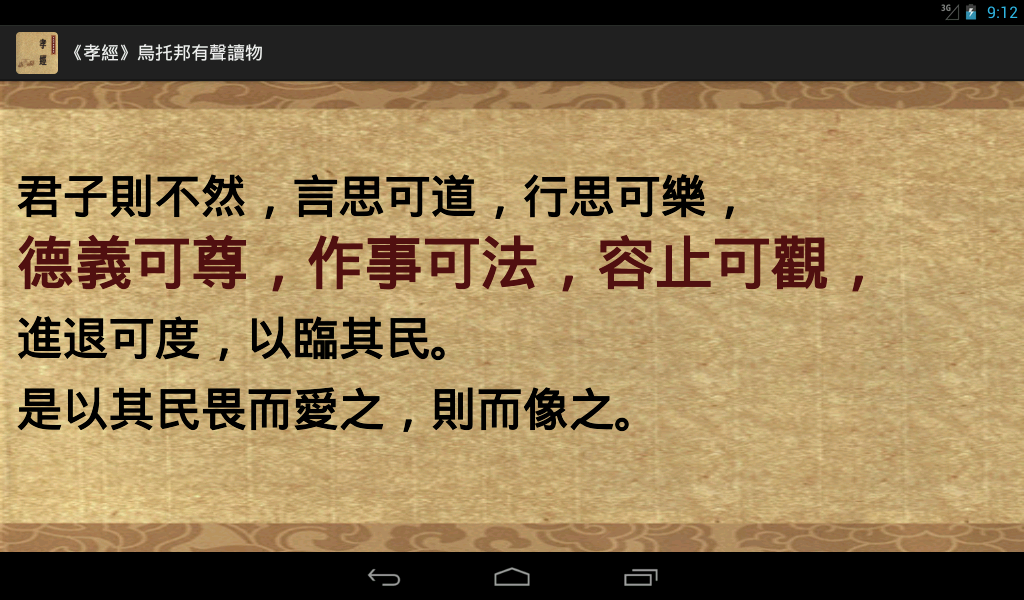 3G 9:12
《孝經》烏托邦有聲讀物
孝經
君子則不然，言思可道，行思可樂，
德義可尊，作事可法，容止可觀，
進退可度，以臨其民。
是以其民畏而愛之，則而像之。